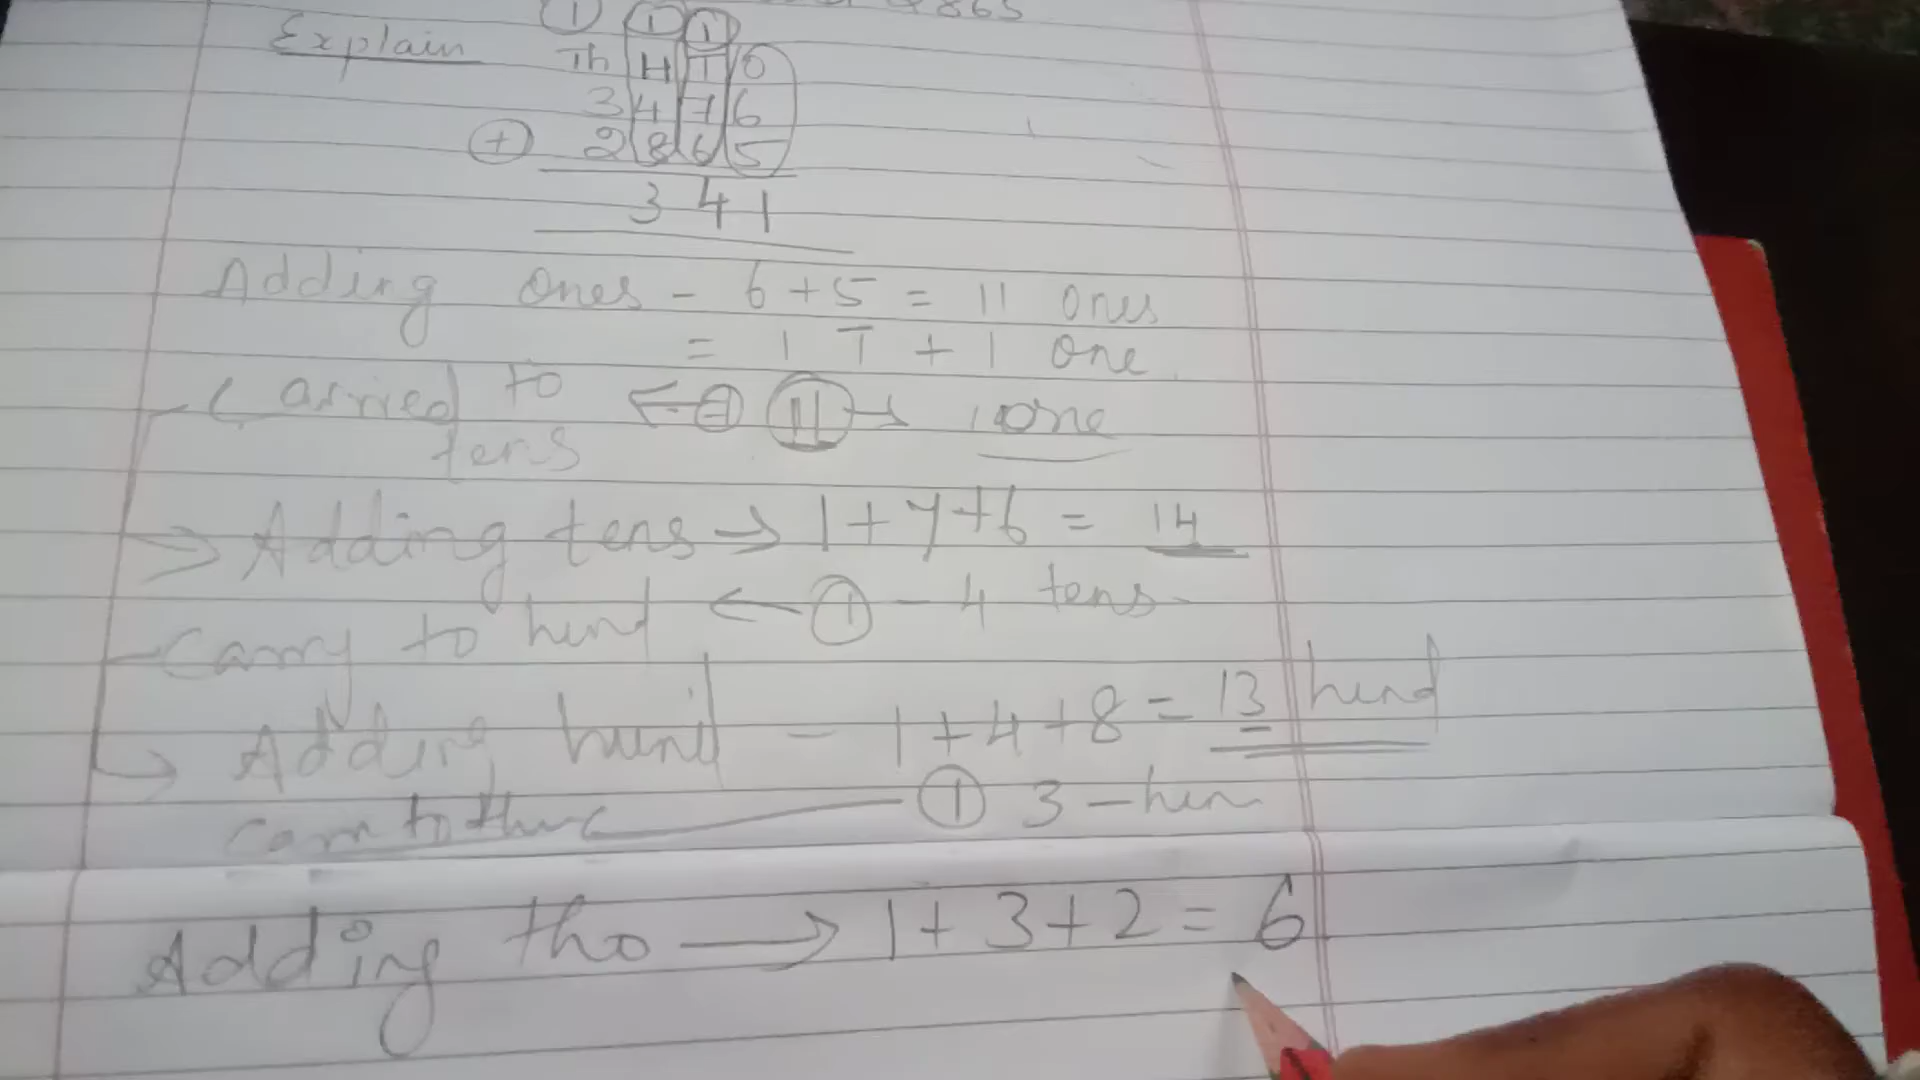 865
① ① ①
Explain Th H T O
3 4 7 6
+ 2 8 6 5
3 4 1
Adding ones - 6 + 5 = 11 ones
= 1 T + 1 one
Carried to ← 1 11 → 1 one
tens
→ Adding tens → 1 + 7 + 6 = 14
Carry to hund ← 1 - 4 tens
→ Adding hund - 1 + 4 + 8 = 13 hund
1 3 - hun
Adding tho → 1 + 3 + 2 = 6